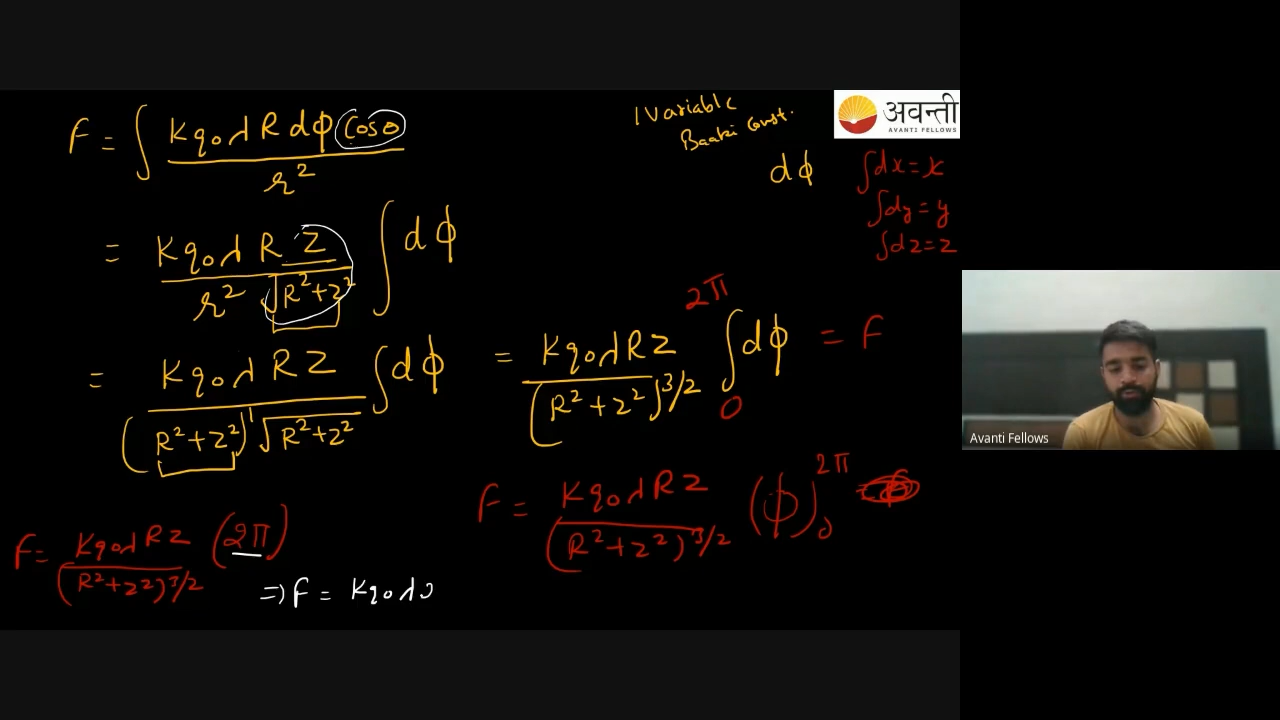 F = ∫ Kq₀λ R dφ Cosθ / r²
= Kq₀λ R Z / r² √R²+z² ∫ dφ
= Kq₀λ R Z / (R²+z²)¹ √R²+z² ∫ dφ
= Kq₀λ R z / (R²+z²)^3/2 ∫₀^2π dφ = F
F = Kq₀λ R z / (R²+z²)^3/2 (φ)₀^2π
F = Kq₀λ R z / (R²+z²)^3/2 (2π)
⇒ F = Kq₀λ
1 Variable
Baaki const.
dφ
∫dx = x
∫dy = y
∫dz = z
अवन्ती
AVANTI FELLOWS
Avanti Fellows